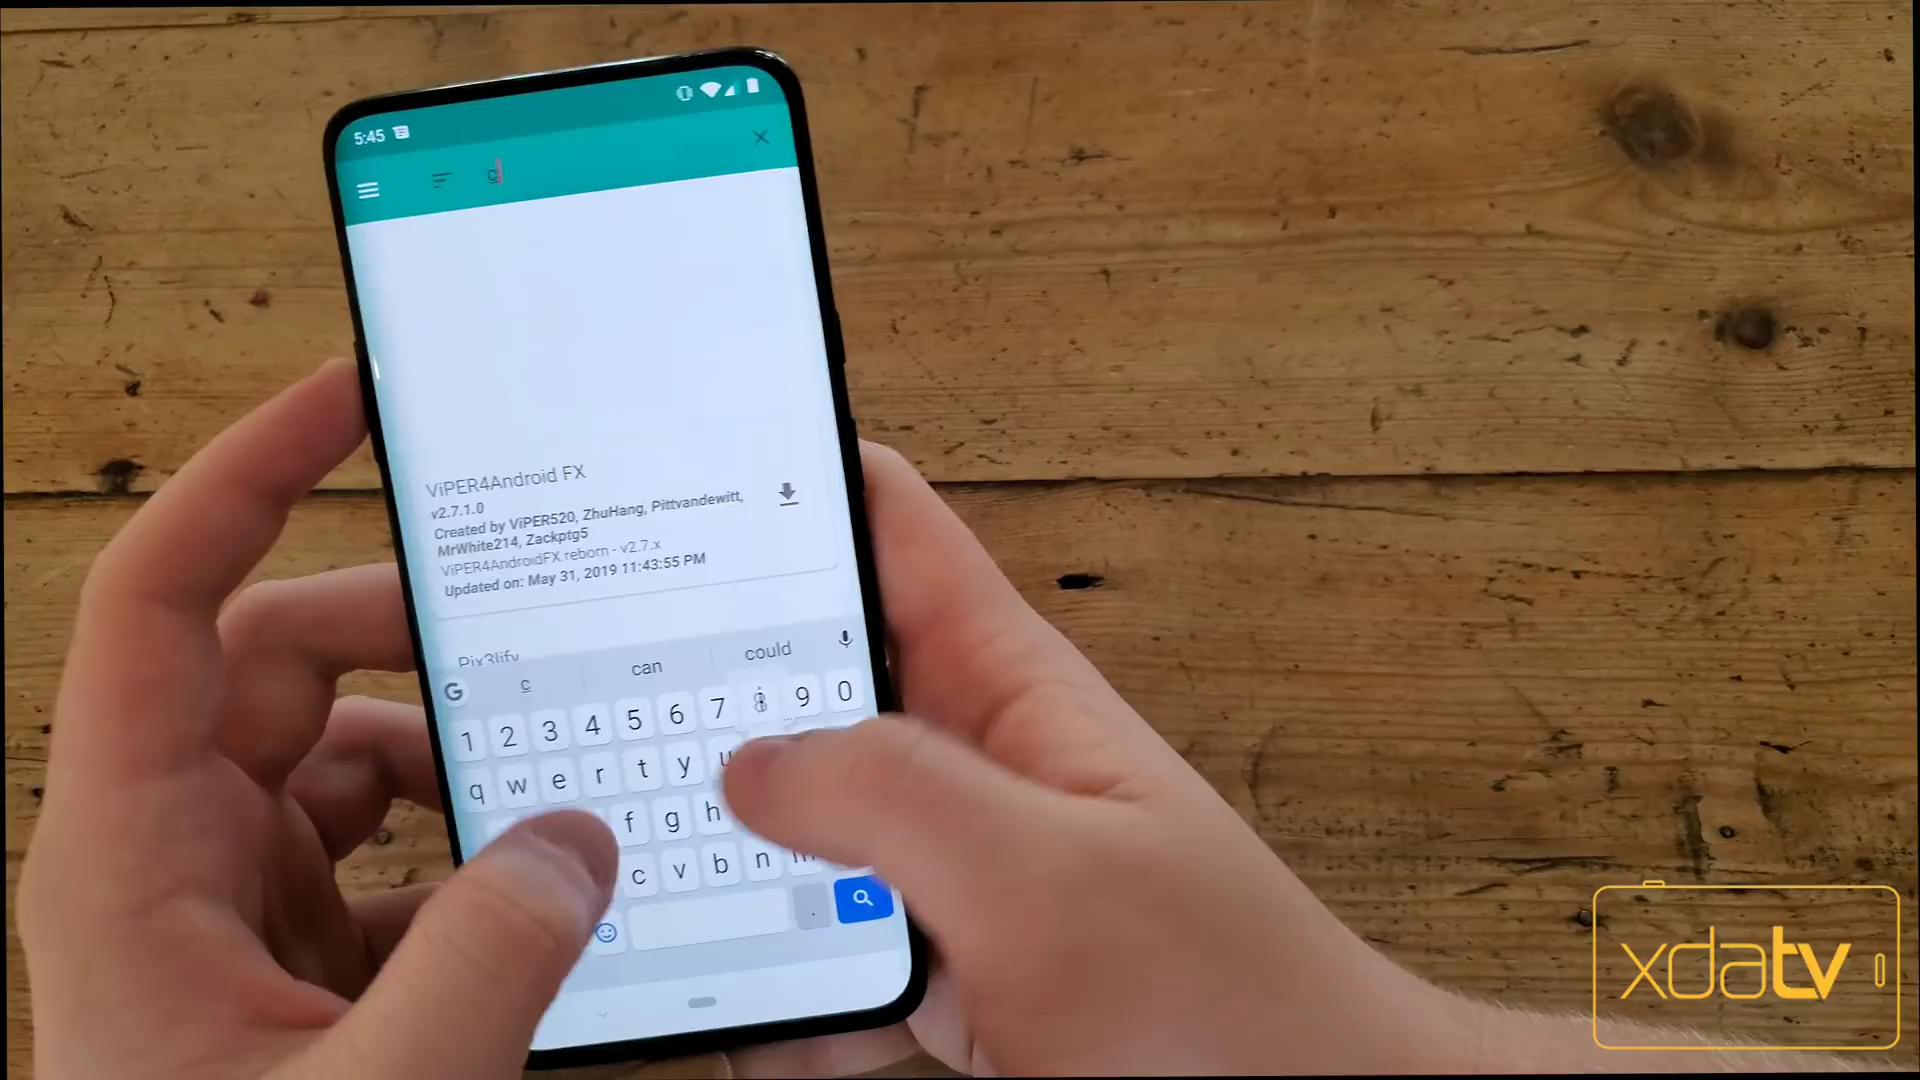 5:45
c
ViPER4Android FX
v2.7.1.0
Created by ViPER520, ZhuHang, Pittvandewitt,
MrWhite214, Zackptg5
ViPER4AndroidFX reborn - v2.7.x
Updated on: May 31, 2019 11:43:55 PM
Pix3lify
G c can could
1 2 3 4 5 6 7 8 9 0
q w e r t y u
f g h
c v b n m
.
xdatv